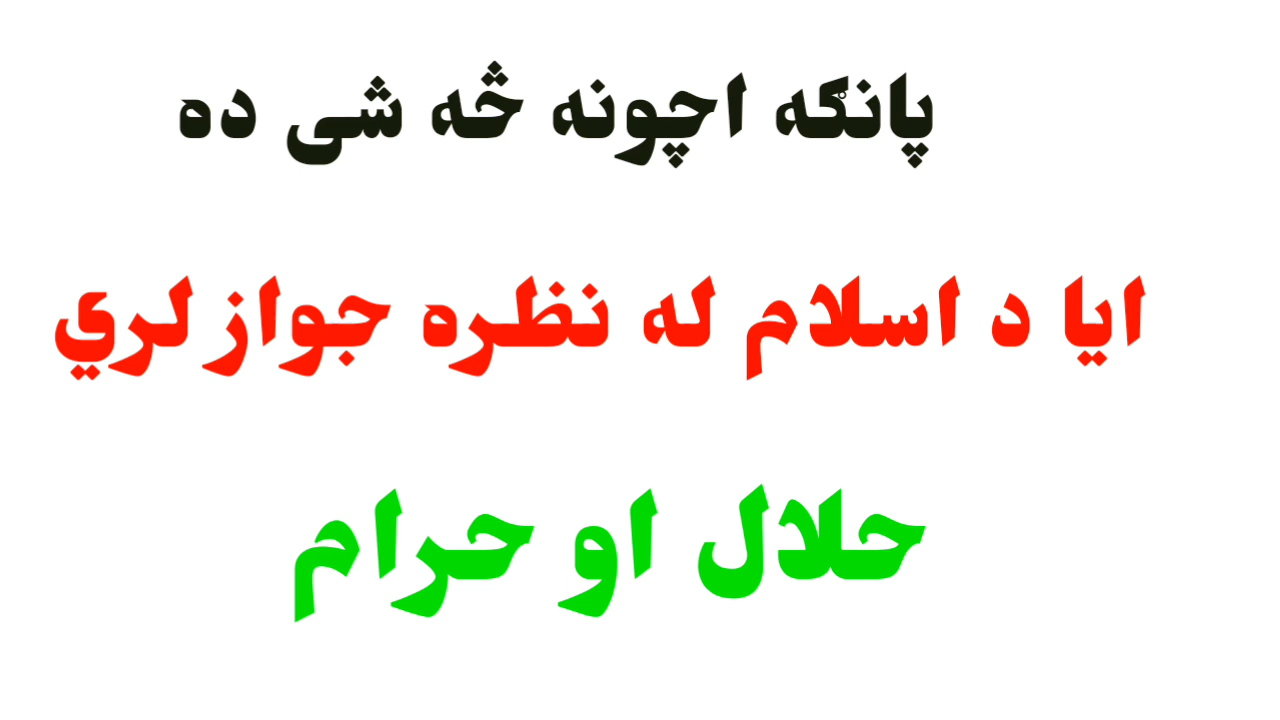 پانګه اچونه څه شی ده
ایا د اسلام له نظره جواز لري
حلال او حرام